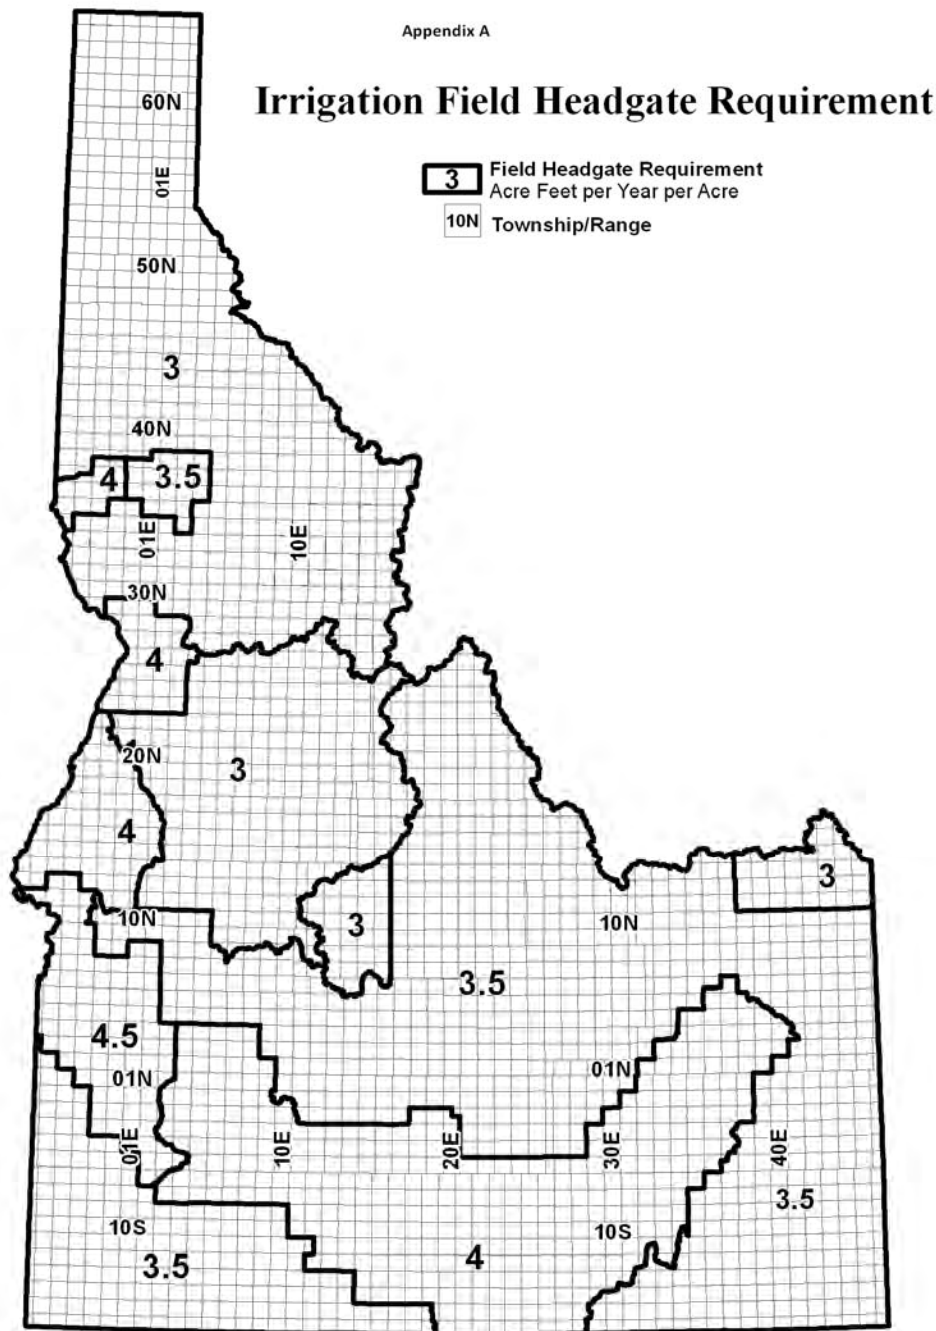 Appendix A
Irrigation Field Headgate Requirement
3 Field Headgate Requirement
Acre Feet per Year per Acre
10N Township/Range
60N
01E
50N
3
40N
4 3.5
01E 10E
30N
4
20N
3
4
3
10N 3 10N
3.5
4.5
01N 01N
01E 10E 20E 30E 40E
3.5
10S 10S
3.5 4